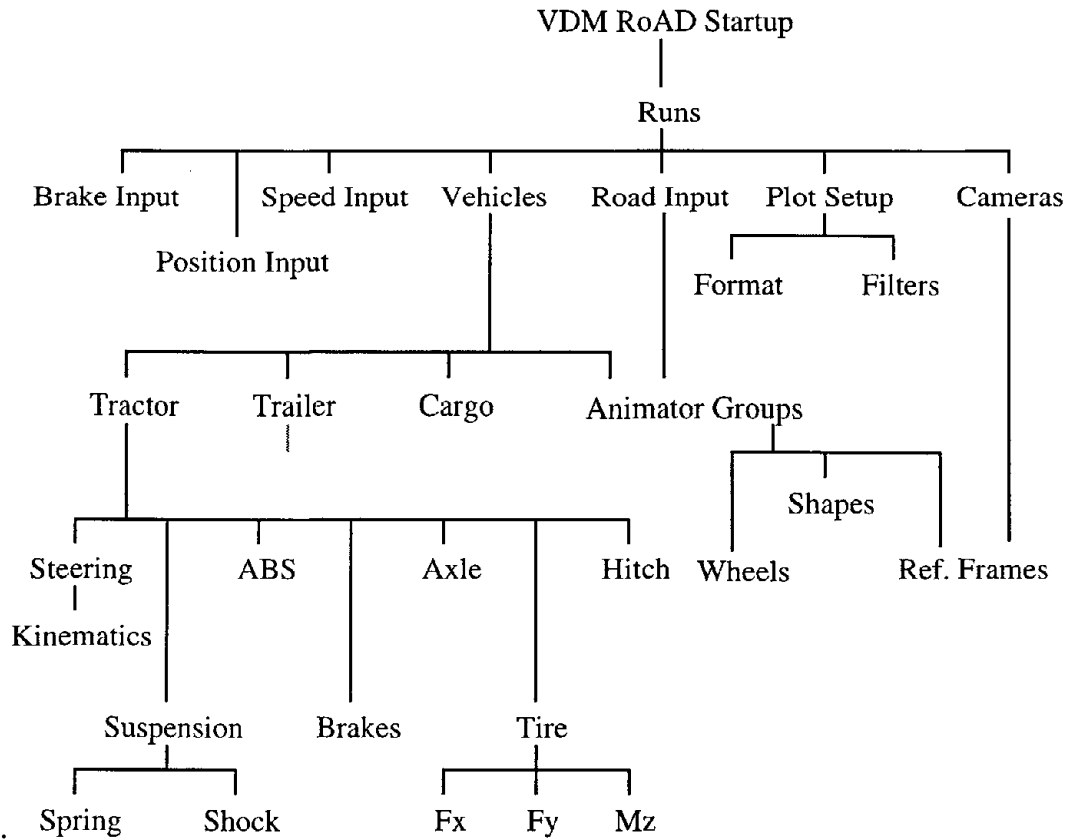 VDM RoAD Startup
Runs
Brake Input Speed Input Vehicles Road Input Plot Setup Cameras
Position Input
Format Filters
Tractor Trailer Cargo Animator Groups
Shapes
Steering ABS Axle Hitch Wheels Ref. Frames
Kinematics
Suspension Brakes Tire
Spring Shock Fx Fy Mz